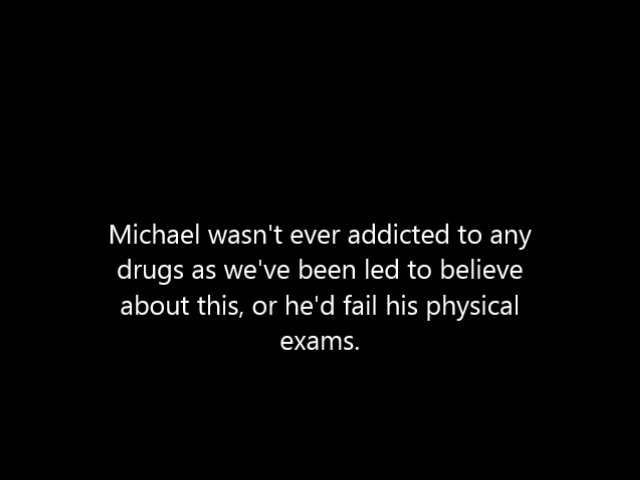 Michael wasn't ever addicted to any
drugs as we've been led to believe
about this, or he'd fail his physical
exams.